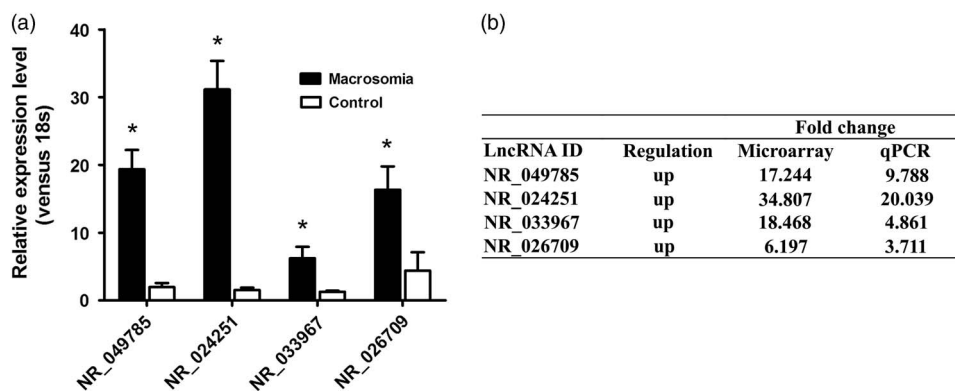 (a)
Relative expression level
(vensus 18s)
40
30
20
10
0
*
*
*
*
Macrosomia
Control
NR_049785
NR_024251
NR_033967
NR_026709
(b)
Fold change
LncRNA ID Regulation Microarray qPCR
NR_049785 up 17.244 9.788
NR_024251 up 34.807 20.039
NR_033967 up 18.468 4.861
NR_026709 up 6.197 3.711